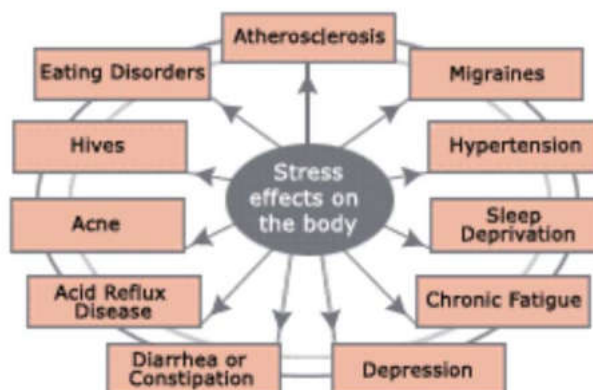 Atherosclerosis
Eating Disorders
Migraines
Hives
Hypertension
Stress
effects on
the body
Acne
Sleep
Deprivation
Acid Reflux
Disease
Chronic Fatigue
Diarrhea or
Constipation
Depression